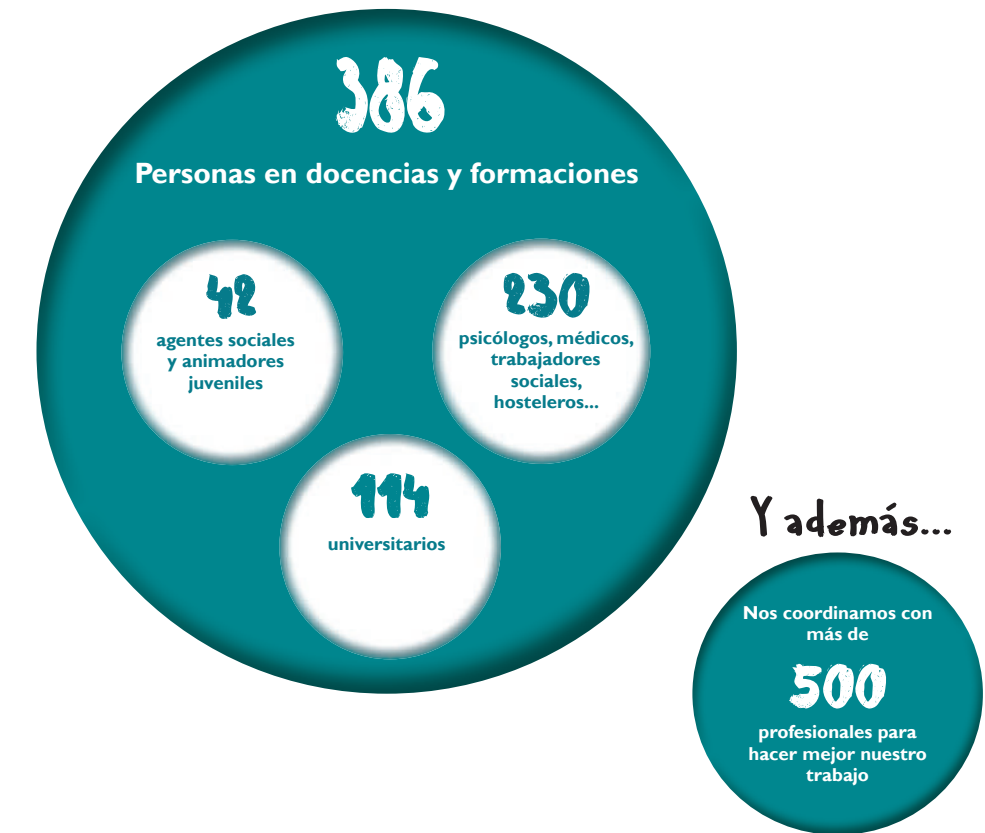 386
Personas en docencias y formaciones
42
agentes sociales
y animadores
juveniles
230
psicólogos, médicos,
trabajadores
sociales,
hosteleros...
114
universitarios
Y además...
Nos coordinamos con
más de
500
profesionales para
hacer mejor nuestro
trabajo